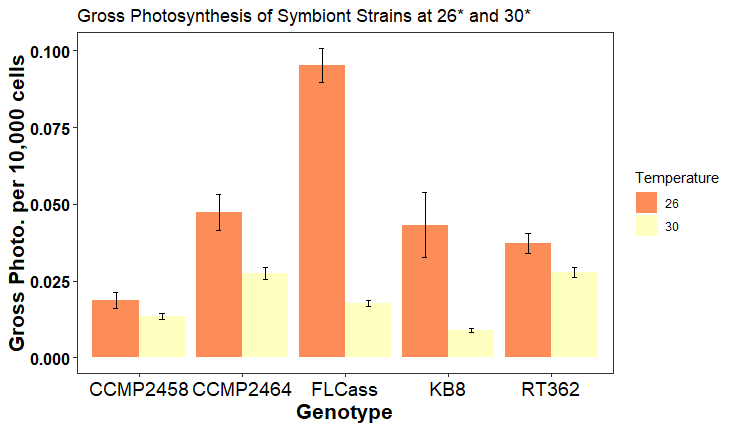 Gross Photosynthesis of Symbiont Strains at 26* and 30*
Gross Photo. per 10,000 cells
0.100
0.075
0.050
0.025
0.000
CCMP2458 CCMP2464 FLCass KB8 RT362
Genotype
Temperature
26
30